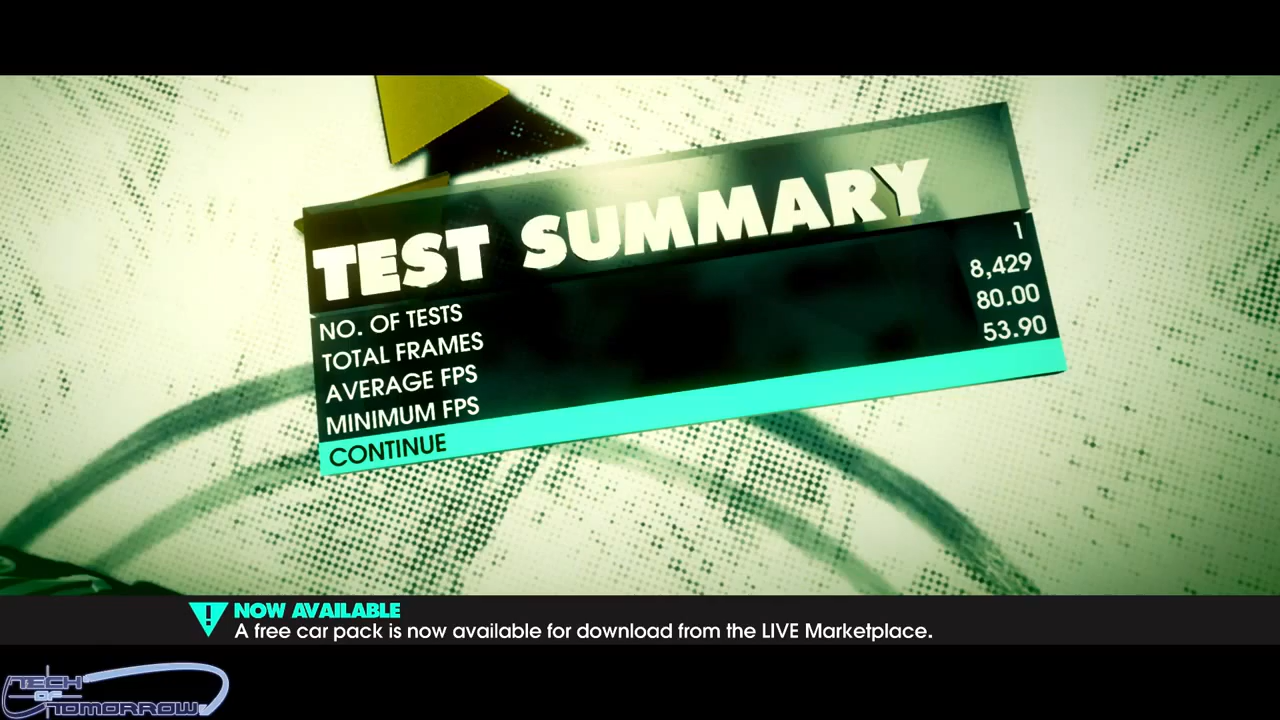 TEST SUMMARY
NO. OF TESTS 1
TOTAL FRAMES 8,429
AVERAGE FPS 80.00
MINIMUM FPS 53.90
CONTINUE
! NOW AVAILABLE
A free car pack is now available for download from the LIVE Marketplace.
TECH
OF
TOMORROW